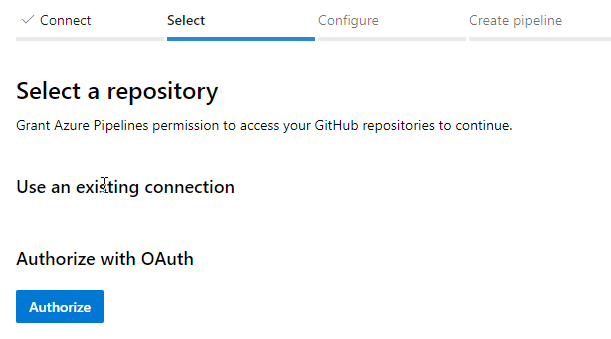 Connect Select Configure Create pipeline
Select a repository
Grant Azure Pipelines permission to access your GitHub repositories to continue.
Use an existing connection
Authorize with OAuth
Authorize